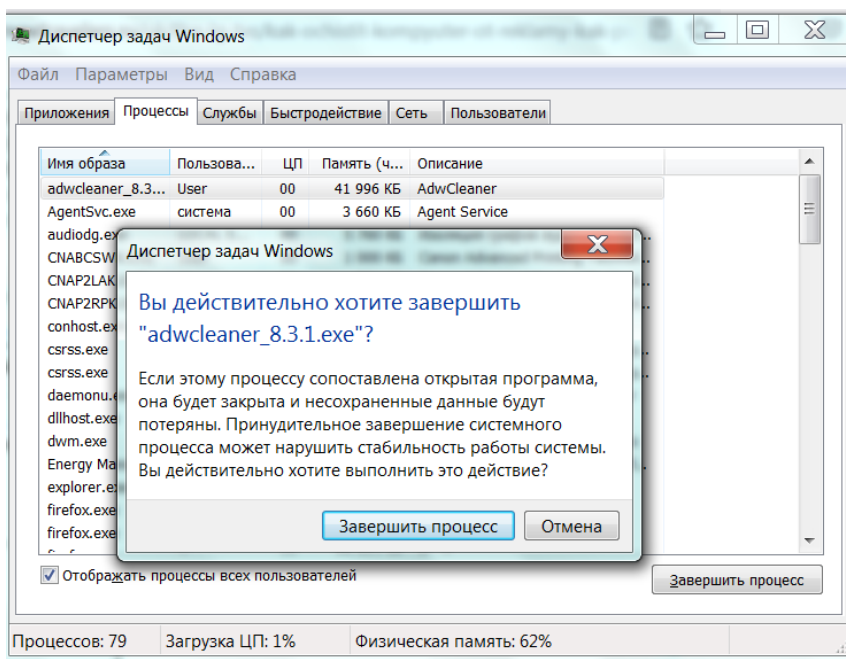 Диспетчер задач Windows
Файл Параметры Вид Справка
Приложения Процессы Службы Быстродействие Сеть Пользователи
Имя образа Пользова... ЦП Память (ч... Описание
adwcleaner_8.3... User 00 41 996 КБ AdwCleaner
AgentSvc.exe система 00 3 660 КБ Agent Service
audiodg.ex
CNABCSW
CNAP2LAK
CNAP2RPK
conhost.ex
csrss.exe
csrss.exe
daemonu.e
dllhost.exe
dwm.exe
Energy Ma
explorer.ex
firefox.exe
firefox.exe
Диспетчер задач Windows
Вы действительно хотите завершить
"adwcleaner_8.3.1.exe"?
Если этому процессу сопоставлена открытая программа,
она будет закрыта и несохраненные данные будут
потеряны. Принудительное завершение системного
процесса может нарушить стабильность работы системы.
Вы действительно хотите выполнить это действие?
Завершить процесс Отмена
Отображать процессы всех пользователей
Завершить процесс
Процессов: 79 Загрузка ЦП: 1% Физическая память: 62%